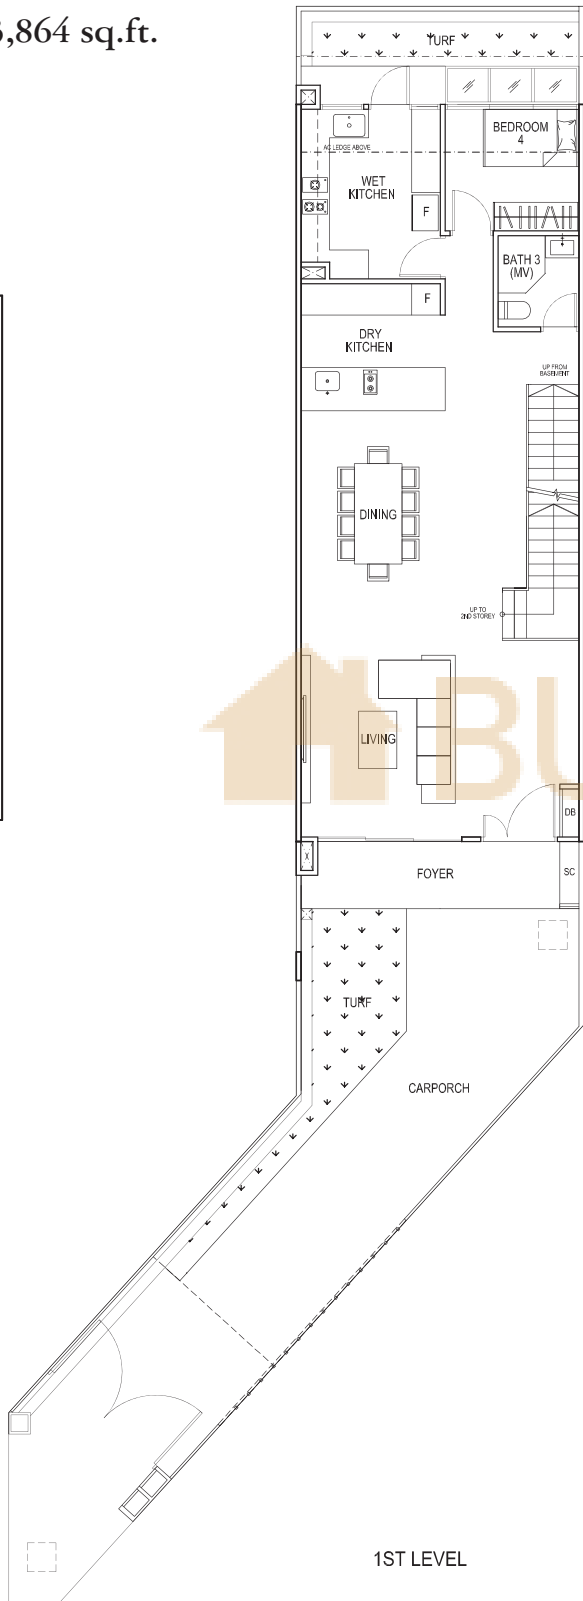 ,864 sq.ft.
TURF
BEDROOM
4
AC LEDGE ABOVE
WET
KITCHEN
F
BATH 3
(MV)
F
DRY
KITCHEN
UP FROM
BASEMENT
DINING
UP TO
2ND STOREY
BU
LIVING
DB
FOYER
SC
TURF
CARPORCH
1ST LEVEL